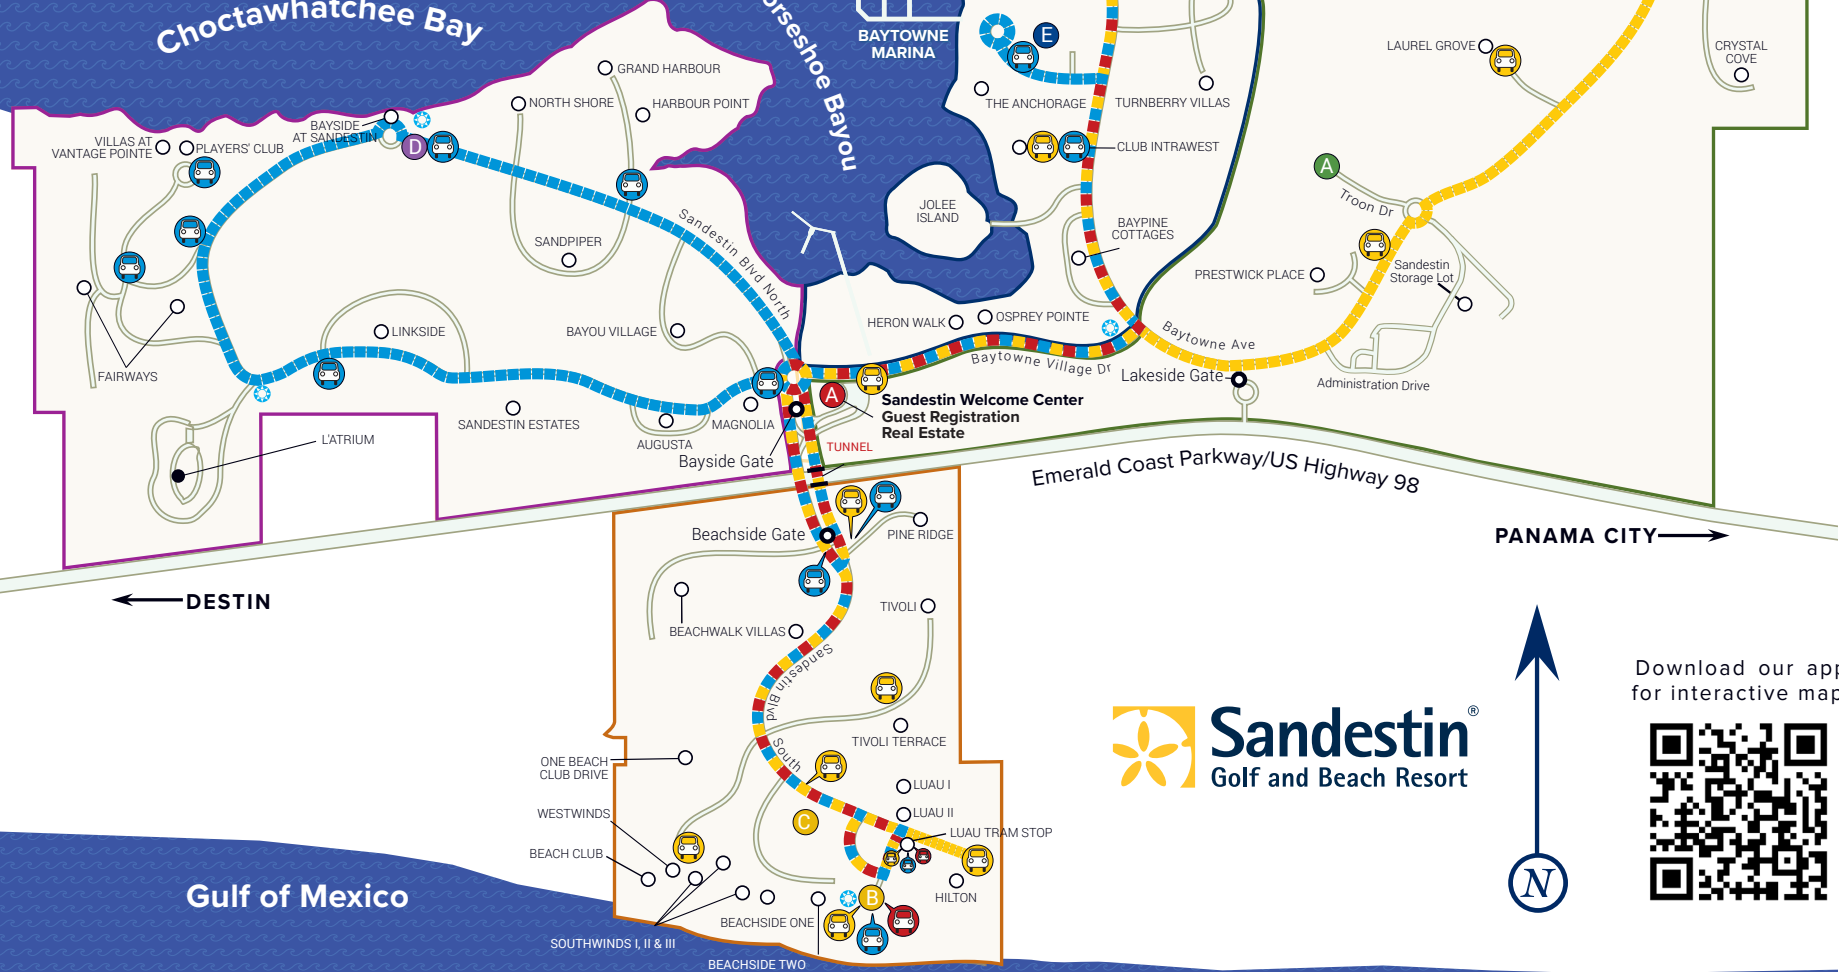 Choctawhatchee Bay
Horseshoe Bayou
BAYTOWNE
MARINA
E
LAUREL GROVE
CRYSTAL
COVE
GRAND HARBOUR
NORTH SHORE
HARBOUR POINT
THE ANCHORAGE
TURNBERRY VILLAS
BAYSIDE
AT SANDESTIN
VILLAS AT
VANTAGE POINTE
PLAYERS' CLUB
D
CLUB INTRAWEST
A
Troon Dr
JOLEE
ISLAND
BAYPINE
COTTAGES
Sandestin Blvd North
SANDPIPER
PRESTWICK PLACE
Sandestin
Storage Lot
LINKSIDE
BAYOU VILLAGE
HERON WALK
OSPREY POINTE
Baytowne Ave
Baytowne Village Dr
FAIRWAYS
Lakeside Gate
Administration Drive
A
Sandestin Welcome Center
Guest Registration
Real Estate
SANDESTIN ESTATES
MAGNOLIA
AUGUSTA
L'ATRIUM
TUNNEL
Bayside Gate
Emerald Coast Parkway/US Highway 98
Beachside Gate
PINE RIDGE
PANAMA CITY
DESTIN
TIVOLI
BEACHWALK VILLAS
Sandestin Blvd South
Download our app
for interactive map
TIVOLI TERRACE
Sandestin®
Golf and Beach Resort
ONE BEACH
CLUB DRIVE
LUAU I
WESTWINDS
LUAU II
C
LUAU TRAM STOP
BEACH CLUB
Gulf of Mexico
HILTON
B
BEACHSIDE ONE
SOUTHWINDS I, II & III
BEACHSIDE TWO
N